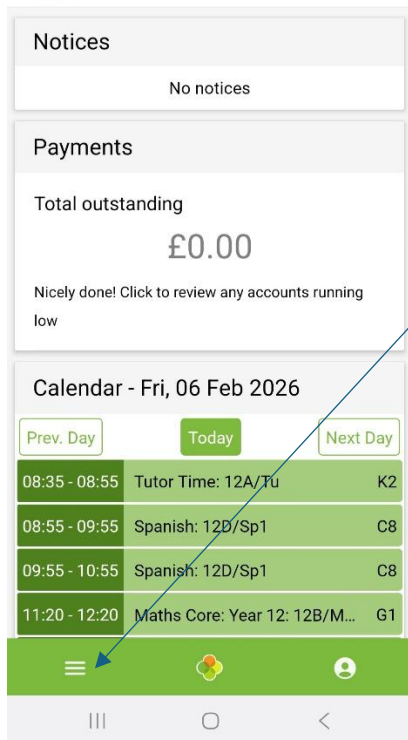 Notices
No notices
Payments
Total outstanding
£0.00
Nicely done! Click to review any accounts running
low
Calendar - Fri, 06 Feb 2026
Prev. Day Today Next Day
08:35 - 08:55 Tutor Time: 12A/Tu K2
08:55 - 09:55 Spanish: 12D/Sp1 C8
09:55 - 10:55 Spanish: 12D/Sp1 C8
11:20 - 12:20 Maths Core: Year 12: 12B/M... G1